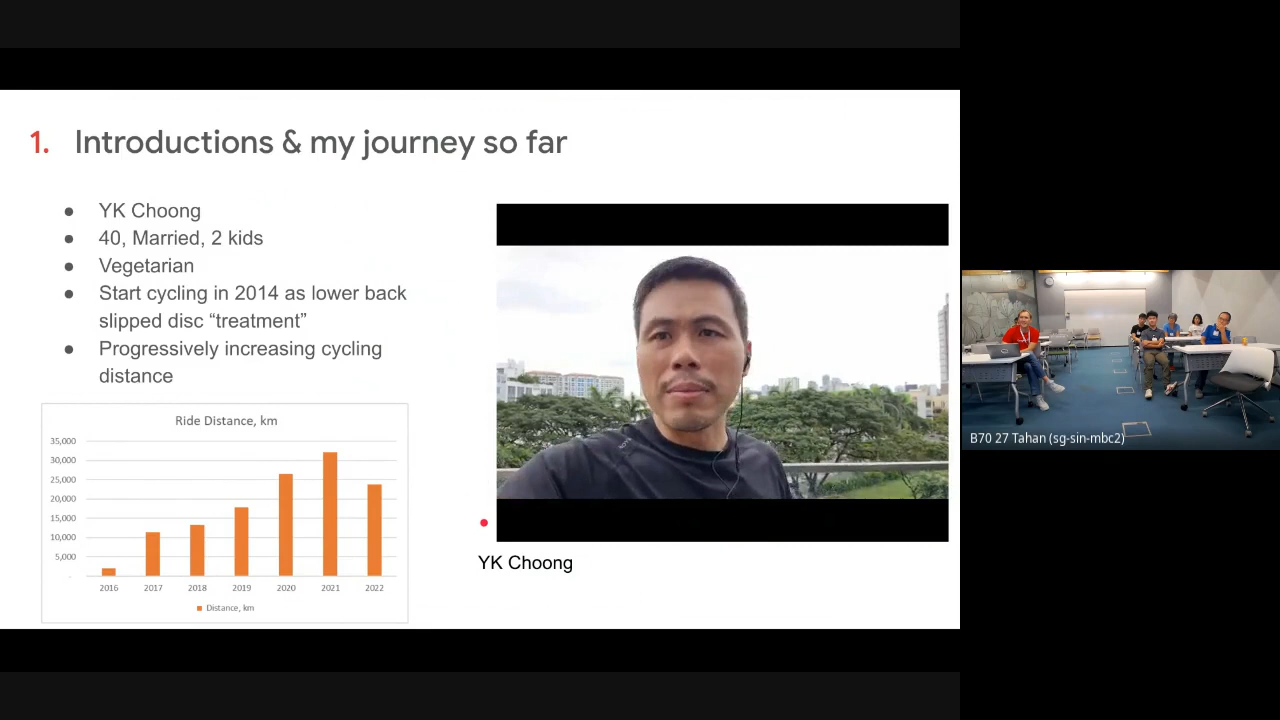 1. Introductions & my journey so far
● YK Choong
● 40, Married, 2 kids
● Vegetarian
● Start cycling in 2014 as lower back
slipped disc “treatment”
● Progressively increasing cycling
distance
Ride Distance, km
35,000
30,000
25,000
20,000
15,000
10,000
5,000
-
2016 2017 2018 2019 2020 2021 2022
Distance, km
YK Choong
B70 27 Tahan (sg-sin-mbc2)